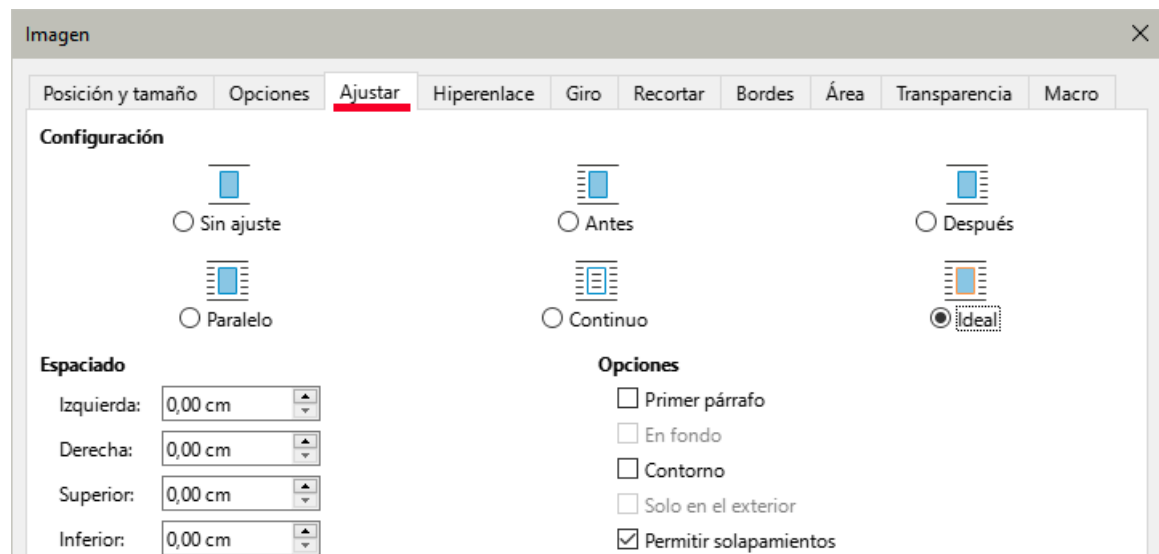 Imagen
Posición y tamaño Opciones Ajustar Hiperenlace Giro Recortar Bordes Área Transparencia Macro
Configuración
Sin ajuste Antes Después
Paralelo Continuo Ideal
Espaciado Opciones
Izquierda: 0,00 cm Primer párrafo
En fondo
Derecha: 0,00 cm
Contorno
Superior: 0,00 cm
Solo en el exterior
Inferior: 0,00 cm Permitir solapamientos